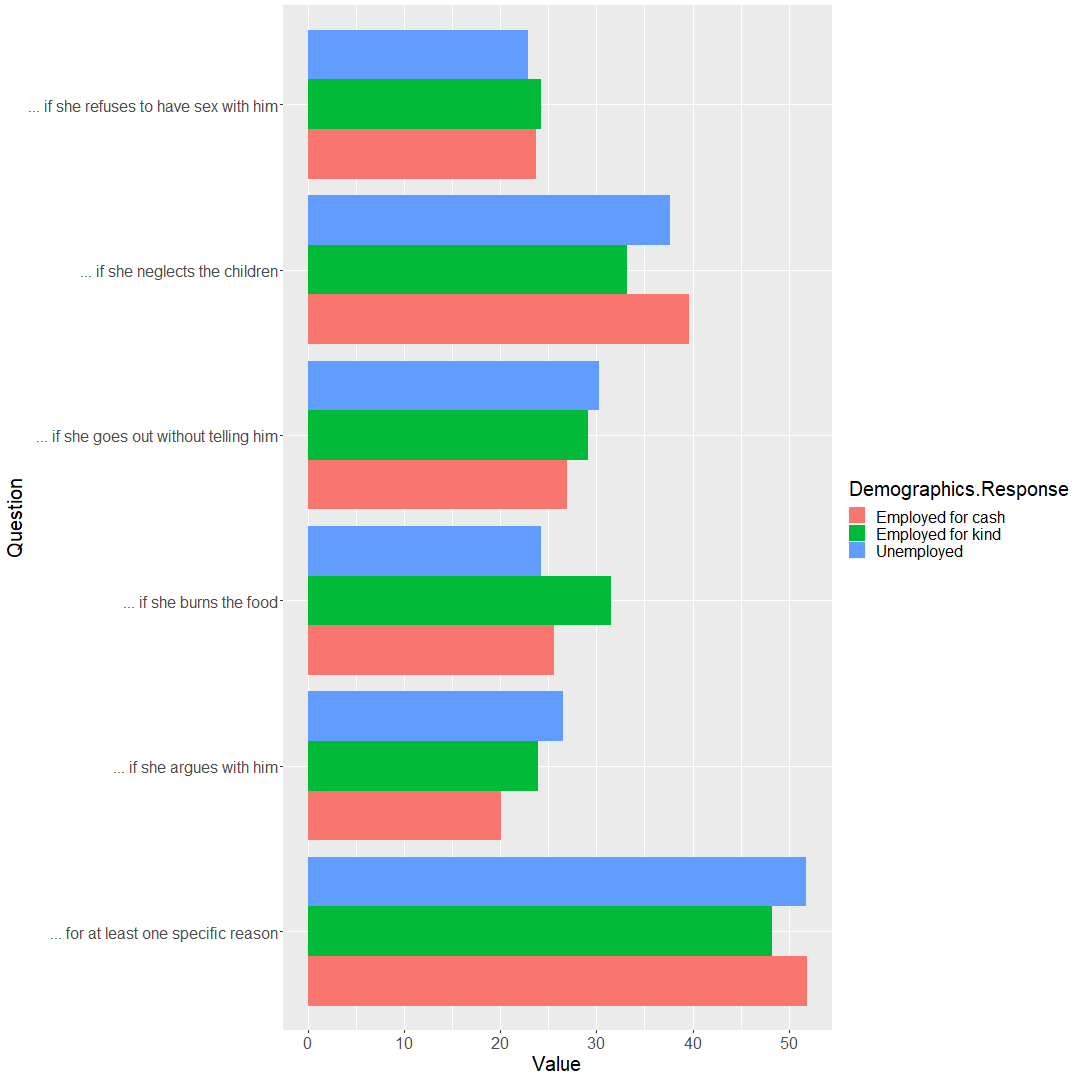 ... if she refuses to have sex with him
... if she neglects the children
... if she goes out without telling him
... if she burns the food
... if she argues with him
... for at least one specific reason
Question
0 10 20 30 40 50
Value
Demographics.Response
Employed for cash
Employed for kind
Unemployed